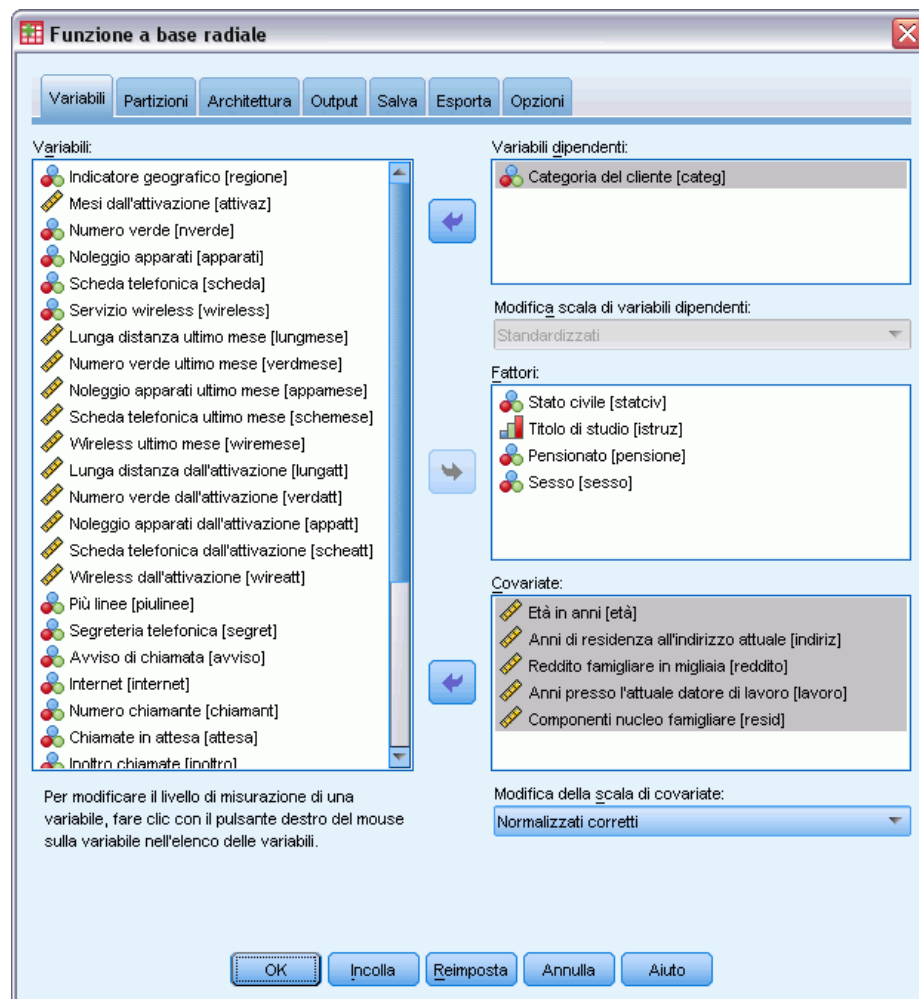 Funzione a base radiale
Variabili
Partizioni
Architettura
Output
Salva
Esporta
Opzioni
Variabili:
Indicatore geografico [regione]
Mesi dall'attivazione [attivaz]
Numero verde [nverde]
Noleggio apparati [apparati]
Scheda telefonica [scheda]
Servizio wireless [wireless]
Lunga distanza ultimo mese [lungmese]
Numero verde ultimo mese [verdmese]
Noleggio apparati ultimo mese [appamese]
Scheda telefonica ultimo mese [schemese]
Wireless ultimo mese [wiremese]
Lunga distanza dall'attivazione [lungatt]
Numero verde dall'attivazione [verdatt]
Noleggio apparati dall'attivazione [appatt]
Scheda telefonica dall'attivazione [scheatt]
Wireless dall'attivazione [wireatt]
Più linee [piulinee]
Segreteria telefonica [segret]
Avviso di chiamata [avviso]
Internet [internet]
Numero chiamante [chiamant]
Chiamate in attesa [attesa]
Inoltro chiamate [inoltro]
Per modificare il livello di misurazione di una
variabile, fare clic con il pulsante destro del mouse
sulla variabile nell'elenco delle variabili.
Variabili dipendenti:
Categoria del cliente [categ]
Modifica scala di variabili dipendenti:
Standardizzati
Fattori:
Stato civile [statciv]
Titolo di studio [istruz]
Pensionato [pensione]
Sesso [sesso]
Covariate:
Età in anni [età]
Anni di residenza all'indirizzo attuale [indiriz]
Reddito famigliare in migliaia [reddito]
Anni presso l'attuale datore di lavoro [lavoro]
Componenti nucleo famigliare [resid]
Modifica della scala di covariate:
Normalizzati corretti
OK
Incolla
Reimposta
Annulla
Aiuto